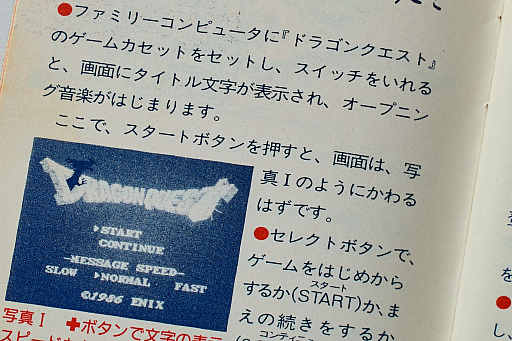 ●ファミリーコンピュータに『ドラゴンクエスト』
のゲームカセットをセットし、スイッチをいれる
と、画面にタイトル文字が表示され、オープニン
グ音楽がはじまります。
ここで、スタートボタンを押すと、画面は、写
真Iのようにかわる
はずです。
●セレクトボタンで、
ゲームをはじめから
スタート
するか(START)か、ま
えの続きをするか
DRAGON QUEST
▶START
CONTINUE
—MESSAGE SPEED—
SLOW ▶NORMAL FAST
©1986 ENIX
写真I ✚ボタンで文字の表示